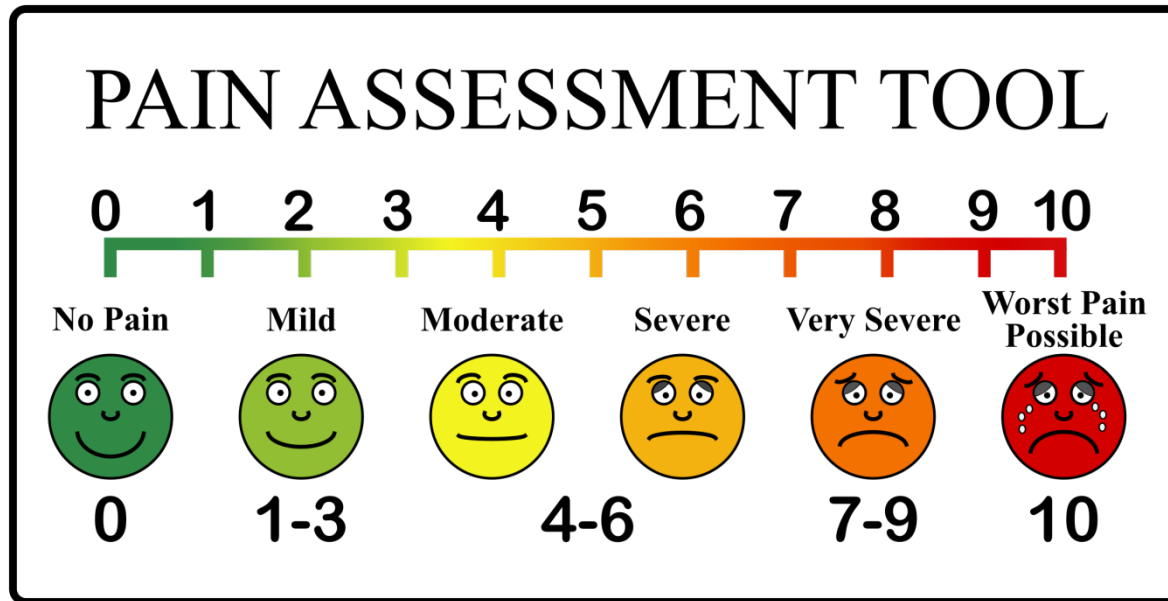 PAIN ASSESSMENT TOOL
0 1 2 3 4 5 6 7 8 9 10
No Pain Mild Moderate Severe Very Severe Worst Pain Possible
0 1-3 4-6 7-9 10